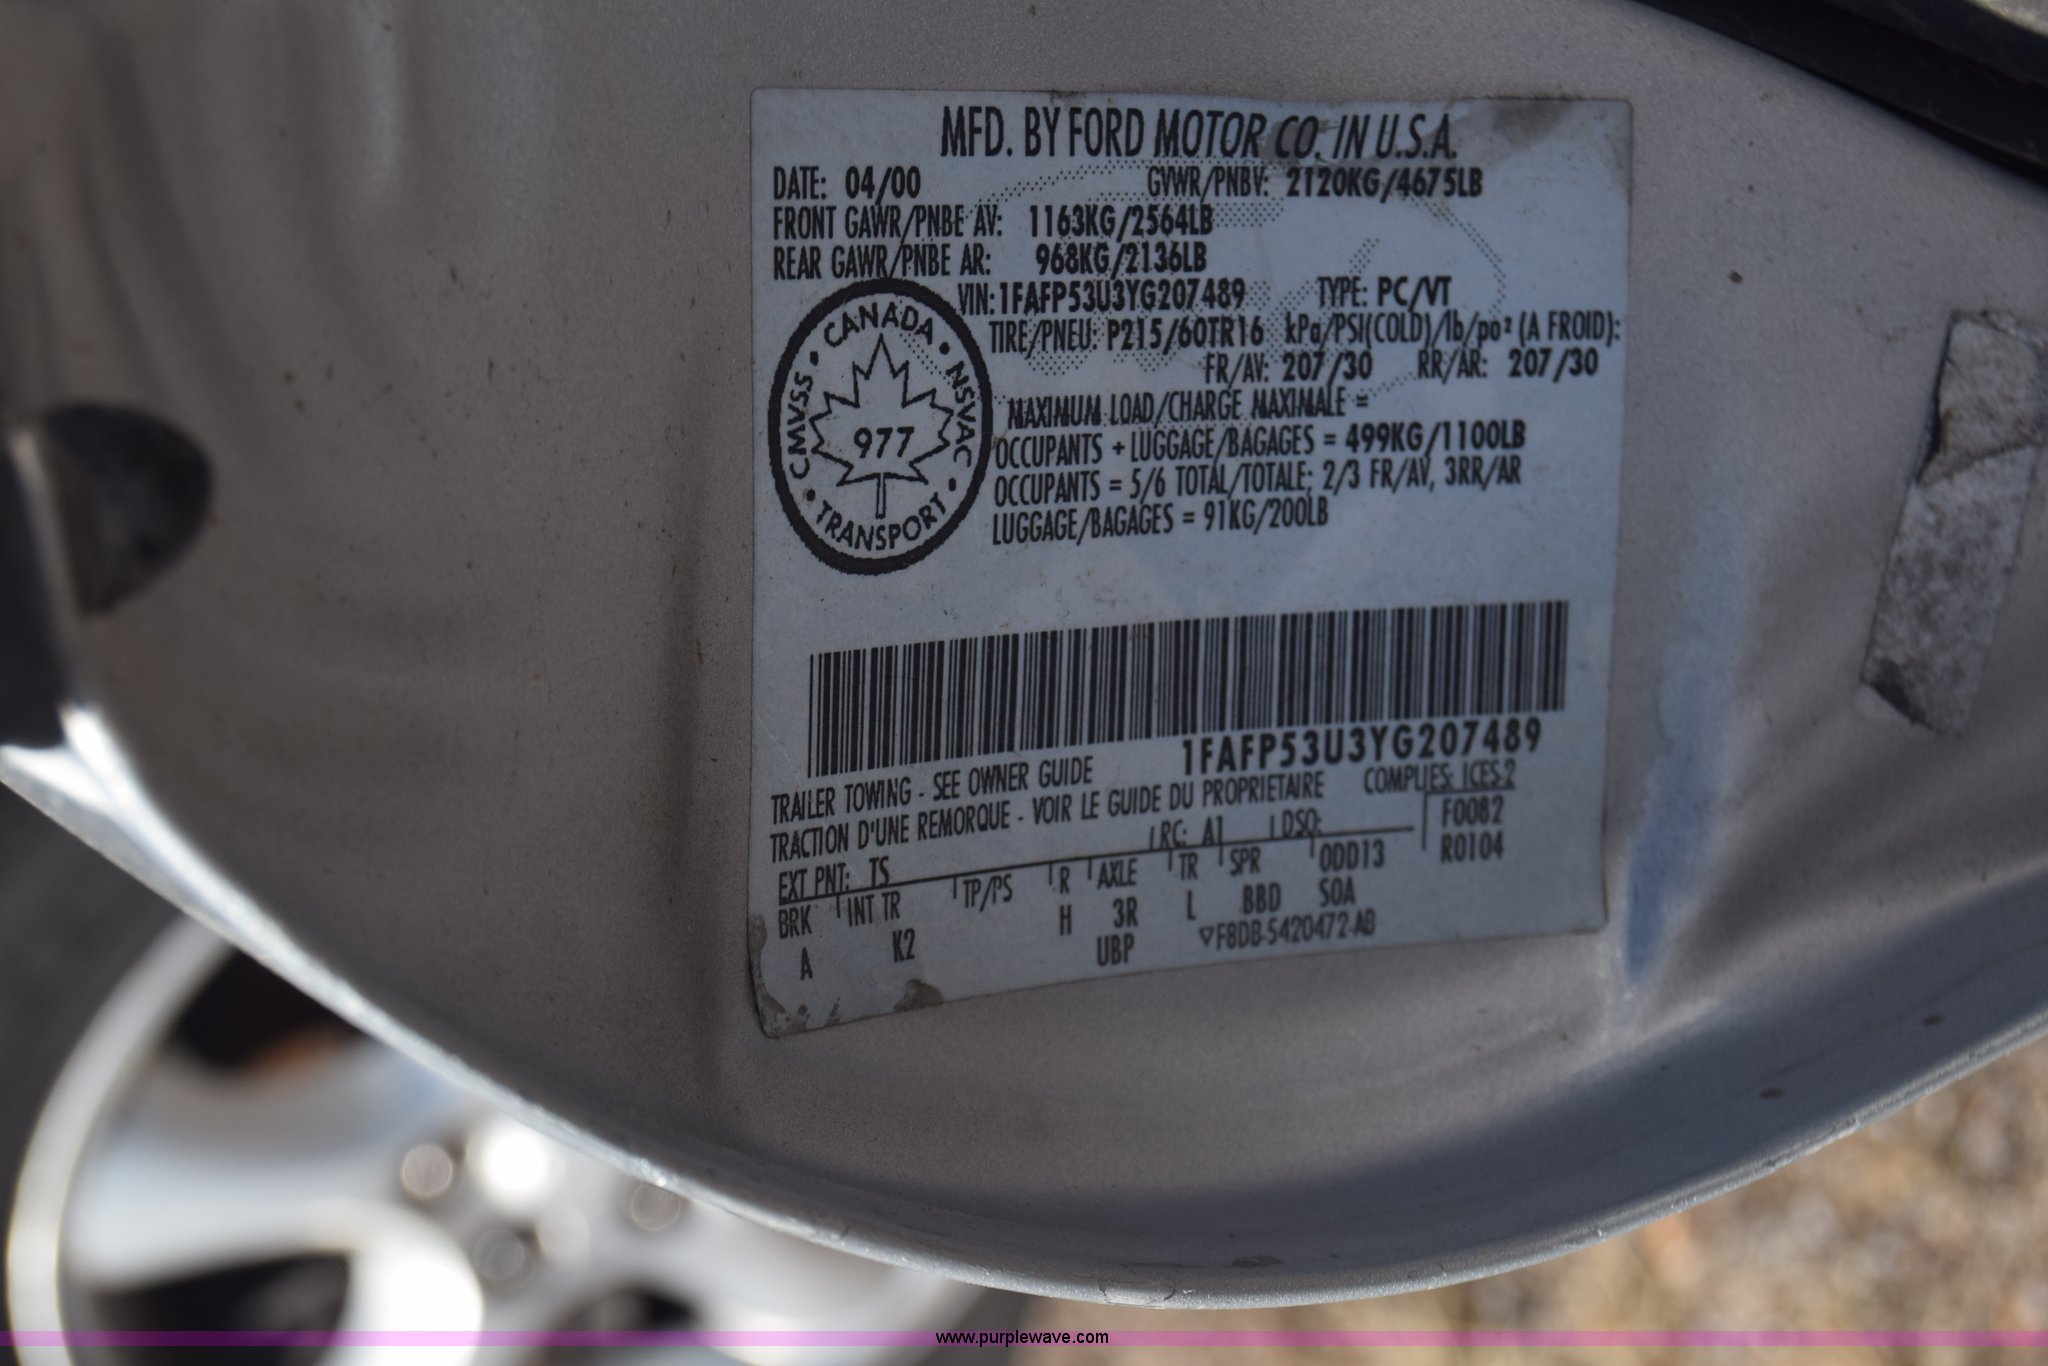 MFD. BY FORD MOTOR CO. IN U.S.A.
DATE: 04/00 GVWR/PNBV: 2120KG/4675LB
FRONT GAWR/PNBE AV: 1163KG/2564LB
REAR GAWR/PNBE AR: 968KG/2136LB
VIN: 1FAFP53U3YG207489 TYPE: PC/VT
TIRE/PNEU: P215/60TR16 kPa/PSI(COLD)/lb/po² (A FROID):
FR/AV: 207/30 RR/AR: 207/30
MAXIMUM LOAD/CHARGE MAXIMALE =
OCCUPANTS + LUGGAGE/BAGAGES = 499KG/1100LB
OCCUPANTS = 5/6 TOTAL/TOTALE; 2/3 FR/AV, 3RR/AR
LUGGAGE/BAGAGES = 91KG/200LB
CMVSS • CANADA • NSVAC • TRANSPORT •
977
1FAFP53U3YG207489
TRAILER TOWING - SEE OWNER GUIDE COMPLIES: ICES-2
TRACTION D'UNE REMORQUE - VOIR LE GUIDE DU PROPRIETAIRE
EXT PNT: TS RC: A1 DSO: F0082
BRK INT TR TP/PS R AXLE TR SPR 0DD13 R0104
A K2 H 3R L BBD S0A
UBP ▽F8DB-5420472-AB
www.purplewave.com